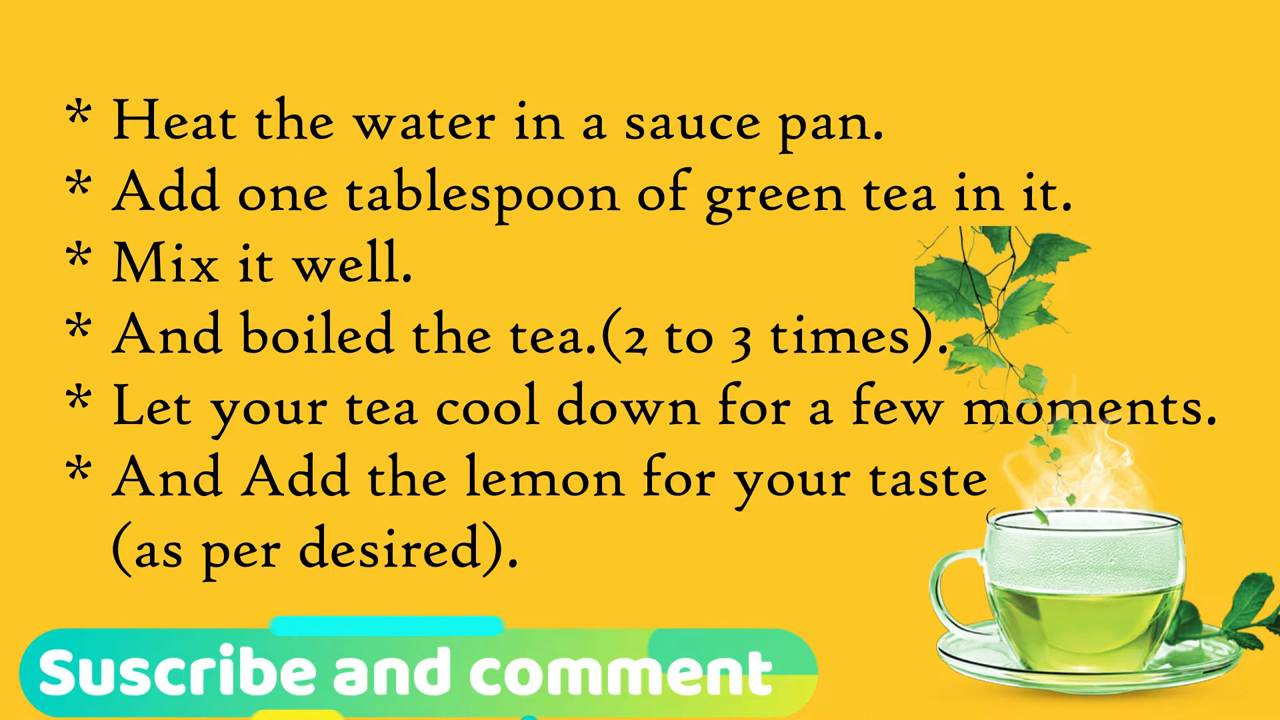 * Heat the water in a sauce pan.
* Add one tablespoon of green tea in it.
* Mix it well.
* And boiled the tea.(2 to 3 times).
* Let your tea cool down for a few moments.
* And Add the lemon for your taste
(as per desired).
Suscribe and comment